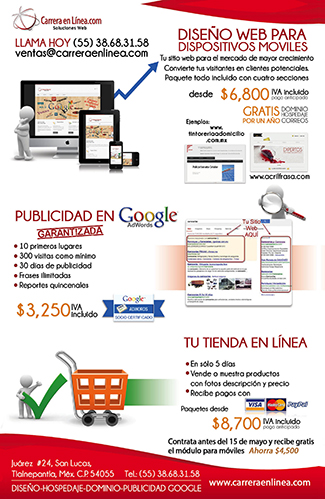 Carrera en Línea.com
Soluciones Web
LLAMA HOY (55) 38.68.31.58
ventas@carreraenlinea.com
DISEÑO WEB PARA
DISPOSITIVOS MOVILES
Tu sitio web para el mercado de mayor crecimiento
Convierte tus visitantes en clientes potenciales.
Paquete todo incluido con cuatro secciones
desde $6,800 IVA Incluido
pago anticipado
GRATIS DOMINIO
HOSPEDAJE
POR UN AÑO CORREOS
Ejemplos:
www.
tintoreriaadomicilio
.com.mx
www.acrilfrasa.com
PUBLICIDAD EN Google
AdWords
GARANTIZADA
• 10 primeros lugares
• 300 visitas como mínimo
• 30 días de publicidad
• Frases ilimitadas
• Reportes quincenales
$3,250 IVA
Incluido
Google
ADWORDS
SOCIO CERTIFICADO
Tu Sitio
Web
AQUÍ
TU TIENDA EN LÍNEA
• En sólo 5 días
• Vende o muestra productos
con fotos descripción y precio
• Recibe pagos con
VISA
PayPal
Paquetes desde
$8,700 IVA Incluido
pago anticipado
Contrata antes del 15 de mayo y recibe gratis
el módulo para móviles Ahorra $4,500
Juárez #24, San Lucas,
Tlalnepantla, Méx. C.P. 54055 Tel.: (55) 38.68.31.58
DISEÑO-HOSPEDAJE-DOMINIO-PUBLICIDAD GOOGLE
www.carreraenlinea.com